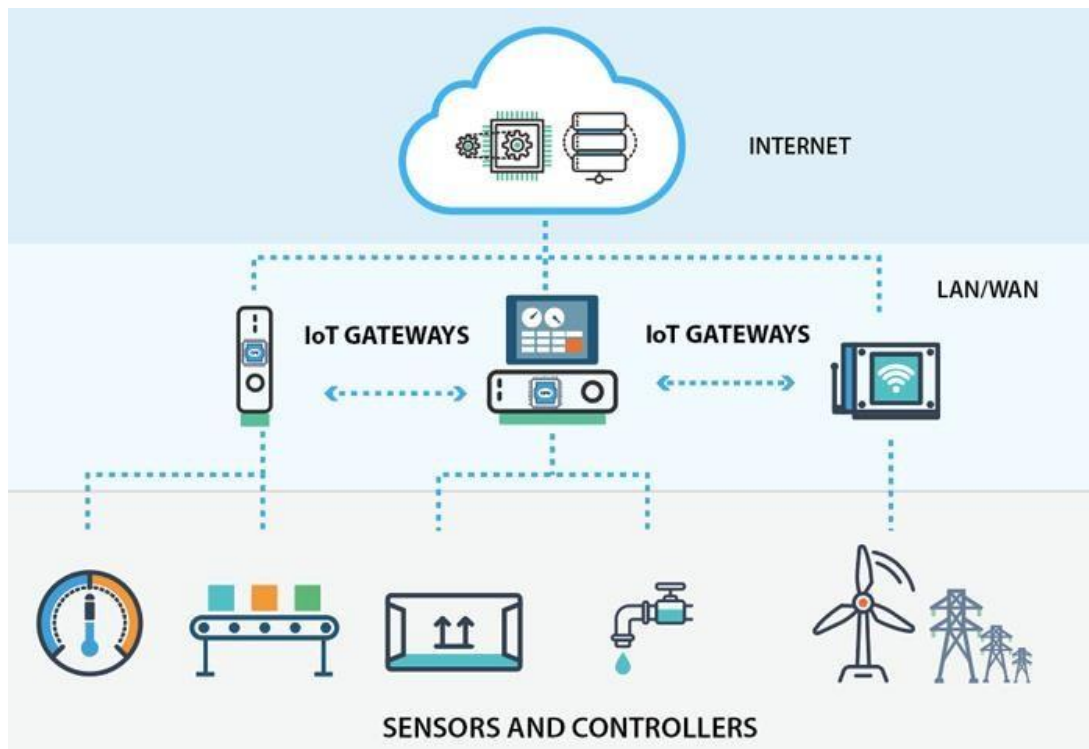 INTERNET
LAN/WAN
IoT GATEWAYS
IoT GATEWAYS
SENSORS AND CONTROLLERS